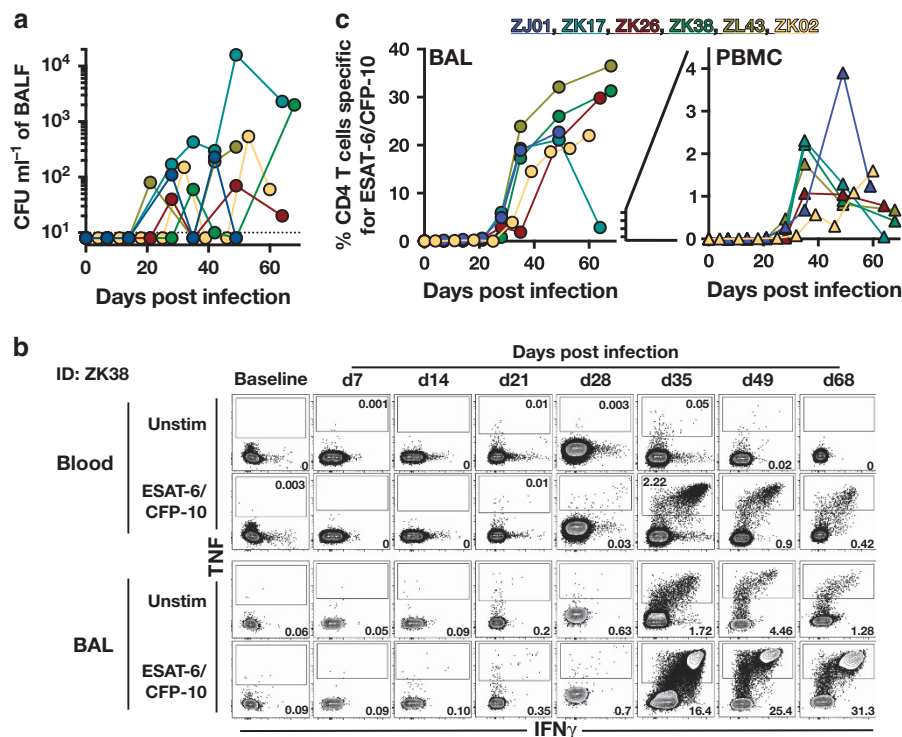 a
CFU ml⁻¹ of BALF
10⁴
10³
10²
10¹
0 20 40 60
Days post infection
c
ZJ01, ZK17, ZK26, ZK38, ZL43, ZK02
% CD4 T cells specific
for ESAT-6/CFP-10
BAL
40
30
20
10
0
0 20 40 60
Days post infection
PBMC
4
3
2
1
0
0 20 40 60
Days post infection
b
Days post infection
ID: ZK38
Baseline d7 d14 d21 d28 d35 d49 d68
Blood
Unstim
0.001 0.01 0.003 0.05
0 0 0.02 0
ESAT-6/
CFP-10
0.003 0.01 2.22
0 0 0.03 0.9 0.42
TNF
BAL
Unstim
0.06 0.05 0.09 0.2 0.63 1.72 4.46 1.28
ESAT-6/
CFP-10
0.09 0.09 0.10 0.35 0.7 16.4 25.4 31.3
IFNγ